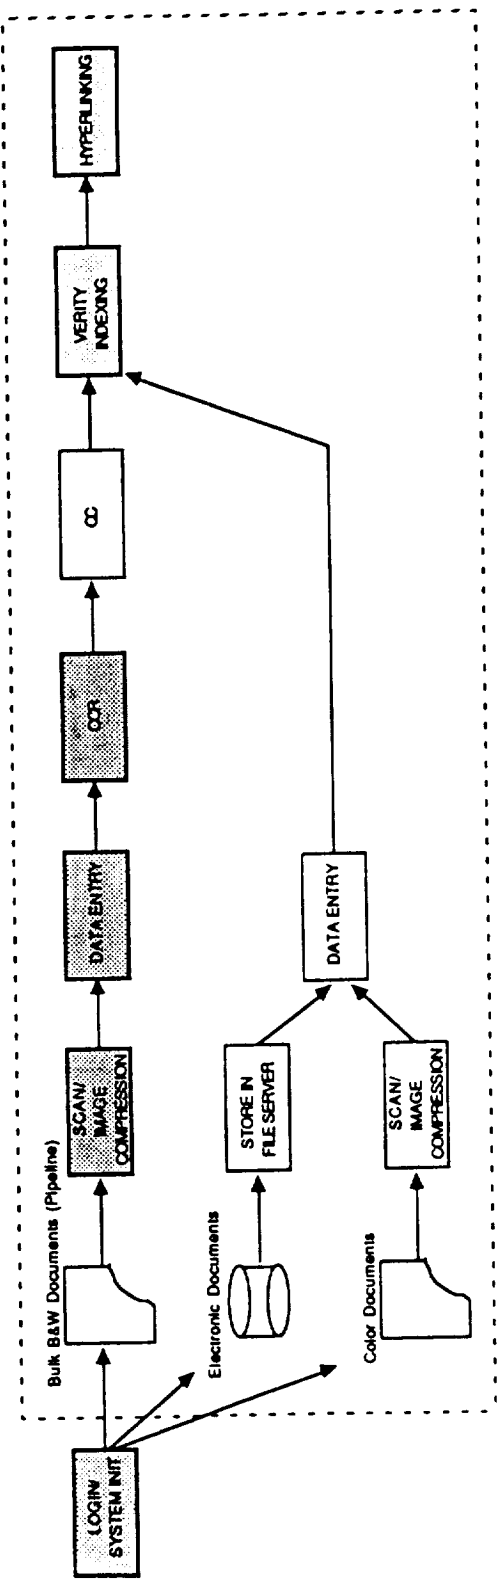 LOGIN/
SYSTEM INIT
Bulk B&W Documents (Pipeline)
SCAN/
IMAGE
COMPRESSION
DATA ENTRY
OCR
QC
VERITY
INDEXING
HYPERLINKING
Electronic Documents
STORE IN
FILE SERVER
DATA ENTRY
Color Documents
SCAN/
IMAGE
COMPRESSION